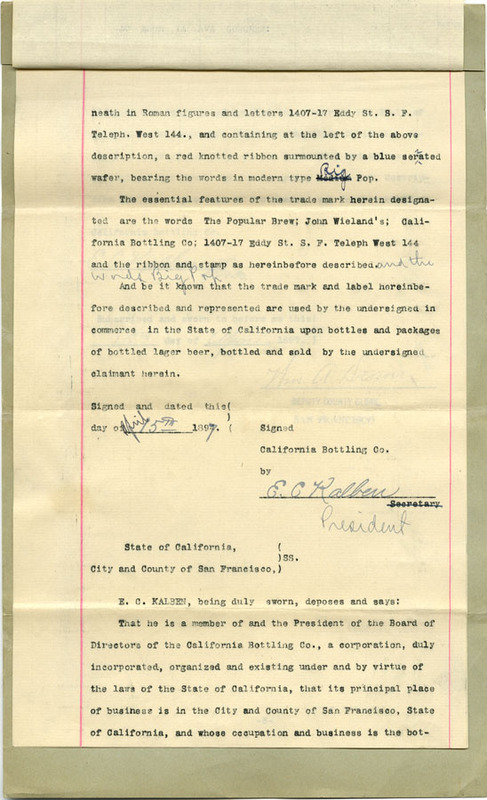 neath in Roman figures and letters 1407-17 Eddy St. S. F.
Teleph. West 144., and containing at the left of the above
description, a red knotted ribbon surmounted by a blue serated
wafer, bearing the words in modern type Big Pop.
The essential features of the trade mark herein designa-
ted are the words The Popular Brew; John Wieland's; Cali-
fornia Bottling Co; 1407-17 Eddy St. S. F. Teleph West 144
and the ribbon and stamp as hereinbefore described. and the
words Big Pop.
And be it known that the trade mark and label hereinbe-
fore described and represented are used by the undersigned in
commerce in the State of California upon bottles and packages
of bottled lager beer, bottled and sold by the undersigned
claimant herein.
Signed and dated this(
)
day of April 5th 1897. (
Signed
California Bottling Co.
by
E. C Kalben
Secretary
President
State of California, (
)SS.
City and County of San Francisco,)
E. C. KALBEN, being duly sworn, deposes and says:
That he is a member of and the President of the Board of
Directors of the California Bottling Co., a corporation, duly
incorporated, organized and existing under and by virtue of
the laws of the State of California, that its principal place
of business is in the City and County of San Francisco, State
of California, and whose occupation and business is the bot-